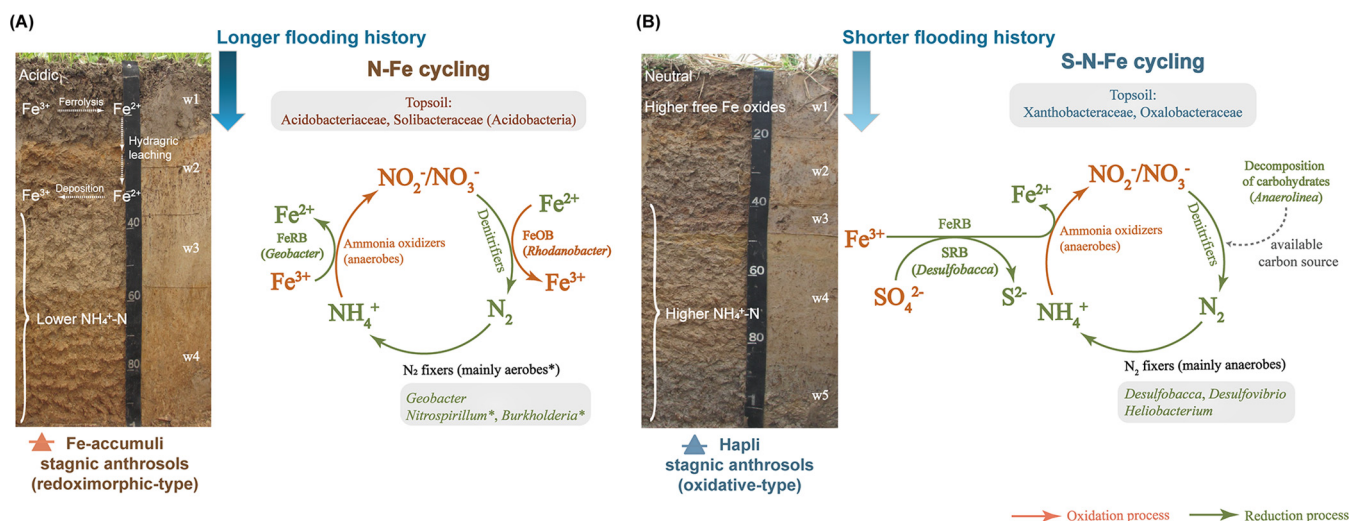 (A)
Longer flooding history
N-Fe cycling
Topsoil:
Acidobacteriaceae, Solibacteraceae (Acidobacteria)
Acidic
Fe³⁺ Ferrolysis Fe²⁺
w1
Hydragric
leaching
w2
Fe³⁺ Deposition Fe²⁺
40
w3
60
Lower NH₄⁺-N
w4
80
NO₂⁻/NO₃⁻
Fe²⁺
FeRB
(Geobacter)
Fe³⁺
Ammonia oxidizers
(anaerobes)
Denitrifiers
Fe²⁺
FeOB
(Rhodanobacter)
Fe³⁺
NH₄⁺
N₂
N₂ fixers (mainly aerobes*)
Geobacter
Nitrospirillum*, Burkholderia*
Fe-accumuli
stagnic anthrosols
(redoximorphic-type)
(B)
Shorter flooding history
S-N-Fe cycling
Topsoil:
Xanthobacteraceae, Oxalobacteraceae
Neutral
Higher free Fe oxides
w1
20
w2
40
w3
60
w4
Higher NH₄⁺-N
80
w5
1
NO₂⁻/NO₃⁻
Decomposition
of carbohydrates
(Anaerolinea)
available
carbon source
Fe²⁺
Fe³⁺
FeRB
SRB
(Desulfobacca)
SO₄²⁻
S²⁻
Ammonia oxidizers
(anaerobes)
Denitrifiers
NH₄⁺
N₂
N₂ fixers (mainly anaerobes)
Desulfobacca, Desulfovibrio
Heliobacterium
Hapli
stagnic anthrosols
(oxidative-type)
Oxidation process
Reduction process